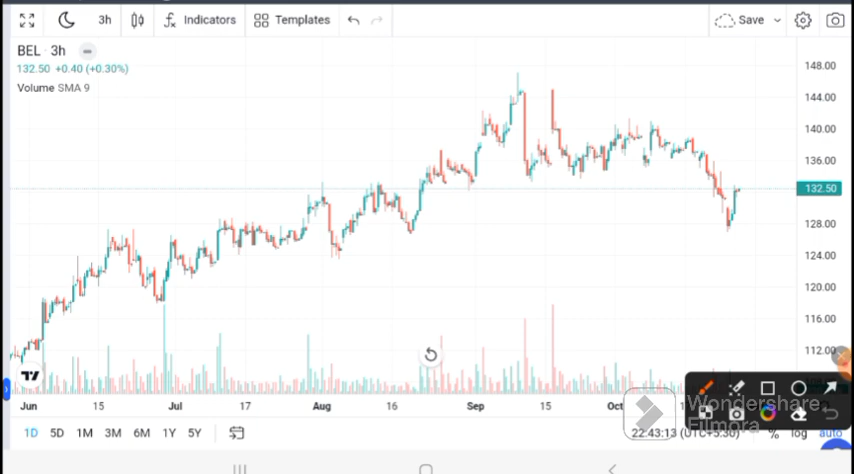 3h Indicators Templates Save
BEL 3h
132.50 +0.40 (+0.30%)
Volume SMA 9
148.00
144.00
140.00
136.00
132.50
128.00
124.00
120.00
116.00
112.00
Jun 15 Jul 17 Aug 16 Sep 15 Oct
Wondershare
Filmora
1D 5D 1M 3M 6M 1Y 5Y 22:43:13 (UTC+5:30) % log auto